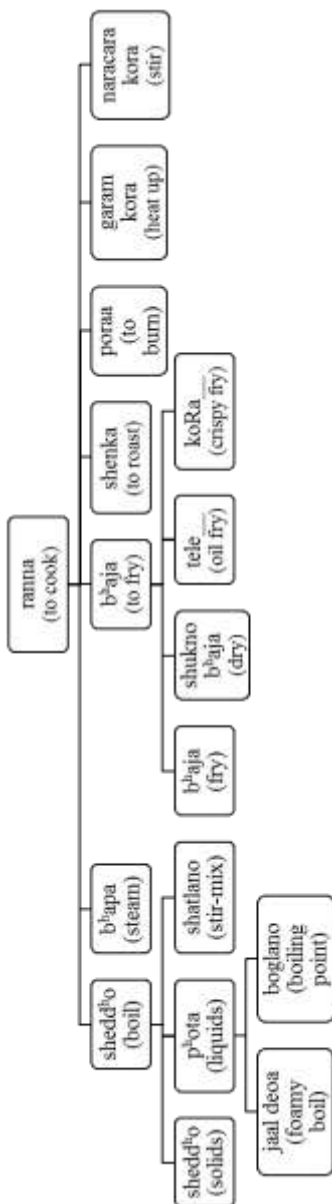 ranna
(to cook)
sheddʰo
(boil)
bʰapa
(steam)
bʰaja
(to fry)
shenka
(to roast)
poraa
(to
burn)
garam
kora
(heat up)
naracara
kora
(stir)
sheddʰo
(solids)
pʰota
(liquids)
shatlano
(stir-mix)
bʰaja
(fry)
shukno
bʰaja
(dry)
tele ___
(oil fry)
koRa ___
(crispy fry)
jaal deoa
(foamy
boil)
boglano
(boiling
point)